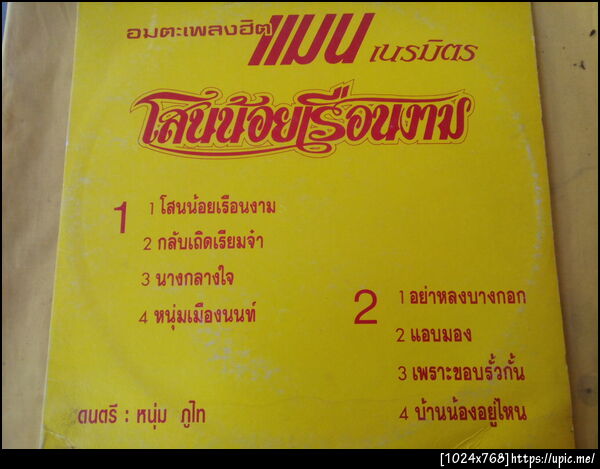 อมตะเพลงฮิต แมน เนรมิตร
โสนน้อยเรือนงาม
1
1 โสนน้อยเรือนงาม
2 กลับเถิดเรียมจ๋า
3 นางกลางใจ
4 หนุ่มเมืองนนท์
2
1 อย่าหลงบางกอก
2 แอบมอง
3 เพราะขอบรั้วกั้น
4 บ้านน้องอยู่ไหน
ดนตรี : หนุ่ม ภูไท
[1024x768]https://upic.me/